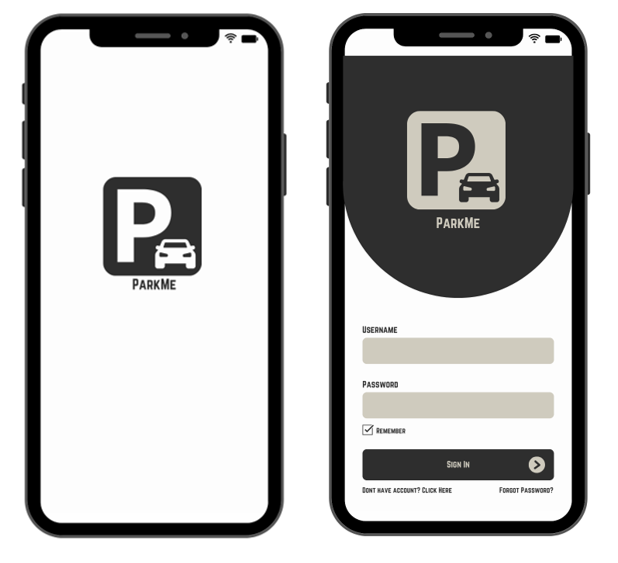 P
ParkMe
P
ParkMe
Username
Password
Remember
Sign In
Dont have account? Click Here
Forgot Password?